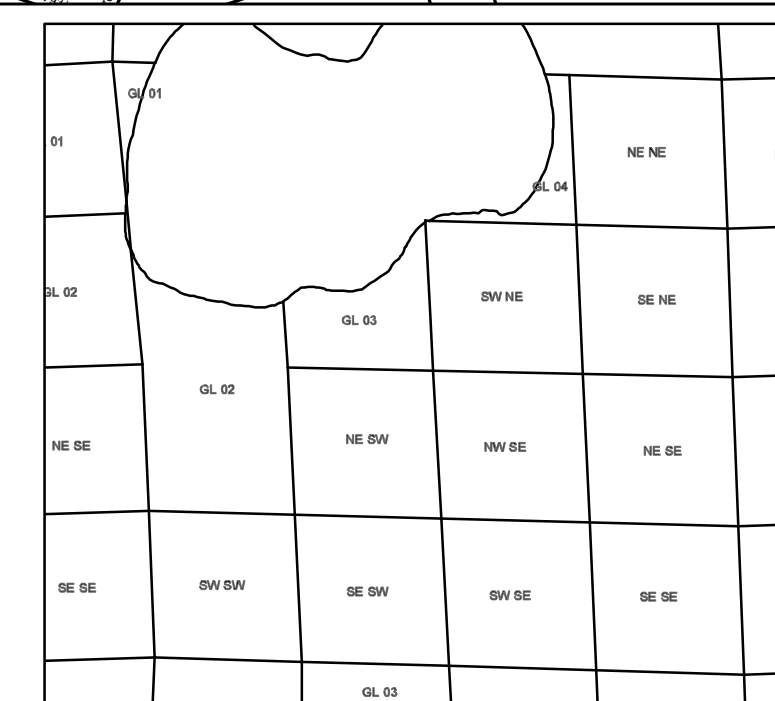 GL 01
01
NE NE
GL 04
GL 02
SW NE
SE NE
GL 03
GL 02
NE SE
NE SW
NW SE
NE SE
SE SE
SW SW
SE SW
SW SE
SE SE
GL 03